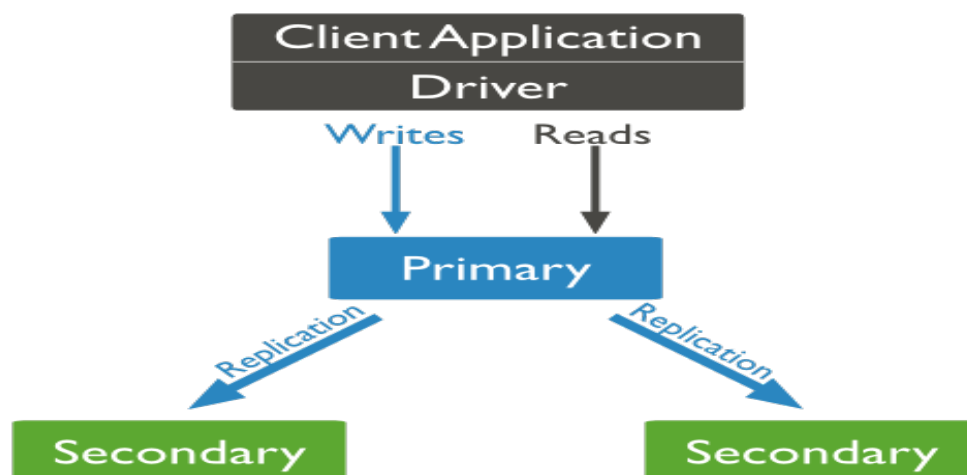 Client Application
Driver
Writes Reads
Primary
Replication Replication
Secondary Secondary